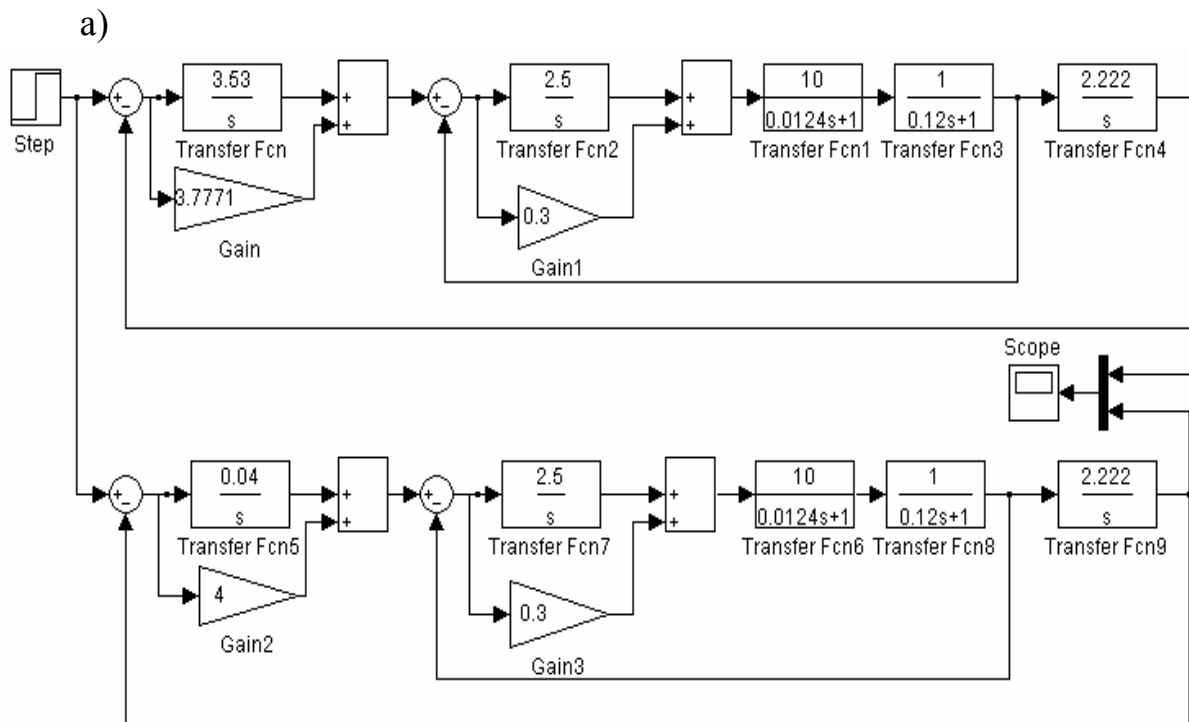 a)
3.53
s
2.5
s
10
0.0124s+1
1
0.12s+1
2.222
s
+
+
+
+
+
-
+
-
Step
Transfer Fcn
Transfer Fcn2
Transfer Fcn1
Transfer Fcn3
Transfer Fcn4
3.7771
0.3
Gain
Gain1
Scope
0.04
s
2.5
s
10
0.0124s+1
1
0.12s+1
2.222
s
+
+
+
+
+
-
+
-
Transfer Fcn5
Transfer Fcn7
Transfer Fcn6
Transfer Fcn8
Transfer Fcn9
4
0.3
Gain2
Gain3